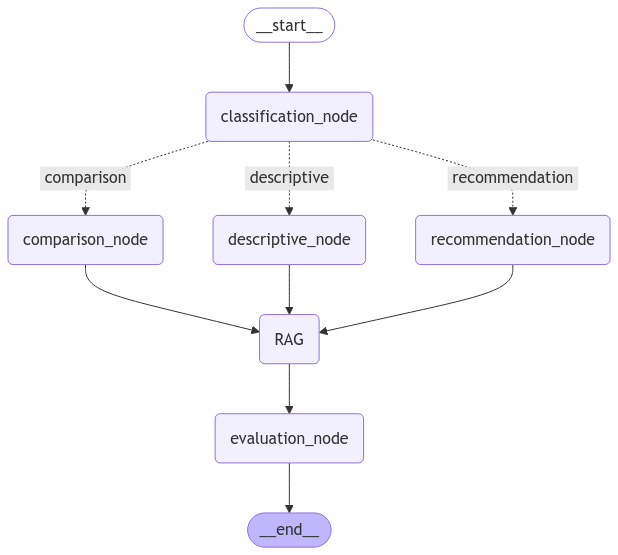 __start__
classification_node
comparison
descriptive
recommendation
comparison_node
descriptive_node
recommendation_node
RAG
evaluation_node
__end__